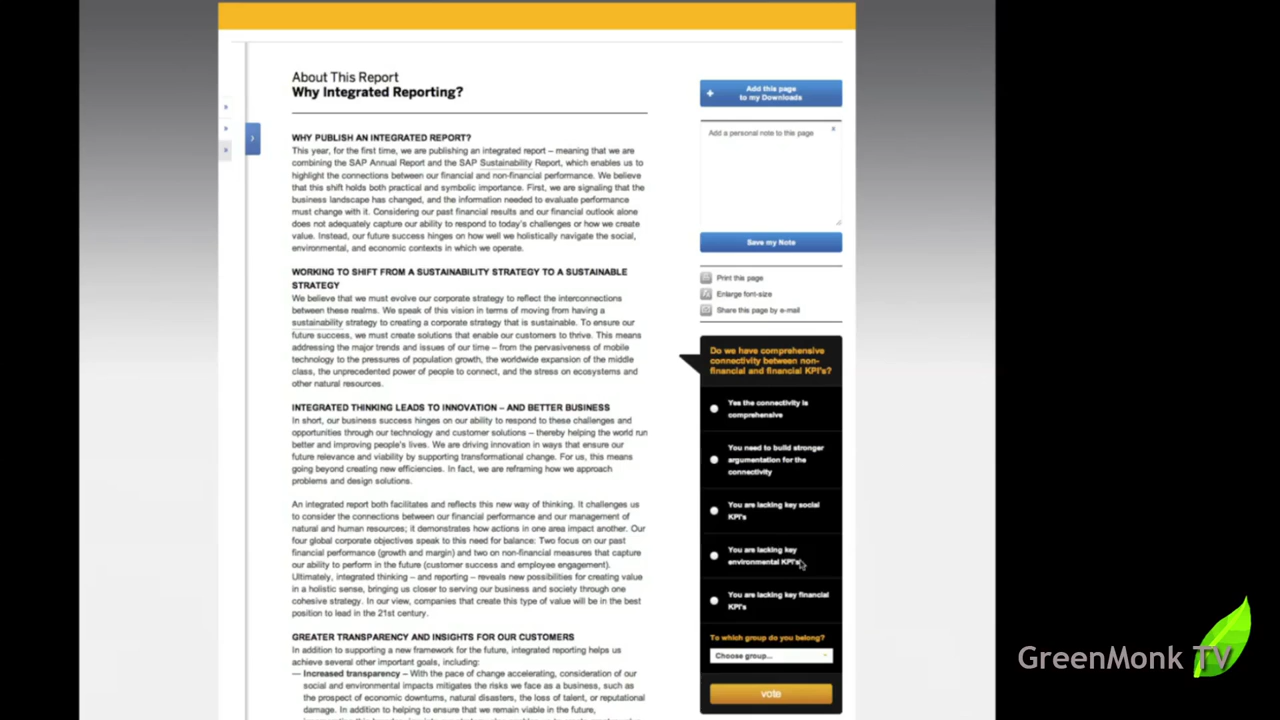 About This Report
Why Integrated Reporting?
WHY PUBLISH AN INTEGRATED REPORT?
This year, for the first time, we are publishing an integrated report – meaning that we are
combining the SAP Annual Report and the SAP Sustainability Report, which enables us to
highlight the connections between our financial and non-financial performance. We believe
that this shift holds both practical and symbolic importance. First, we are signaling that the
business landscape has changed, and the information needed to evaluate performance
must change with it. Considering our past financial results and our financial outlook alone
does not adequately capture our ability to respond to today's challenges or how we create
value. Instead, our future success hinges on how well we holistically navigate the social,
environmental, and economic contexts in which we operate.
WORKING TO SHIFT FROM A SUSTAINABILITY STRATEGY TO A SUSTAINABLE
STRATEGY
We believe that we must evolve our corporate strategy to reflect the interconnections
between these realms. We speak of this vision in terms of moving from having a
sustainability strategy to creating a corporate strategy that is sustainable. To ensure our
future success, we must create solutions that enable our customers to thrive. This means
addressing the major trends and issues of our time – from the pervasiveness of mobile
technology to the pressures of population growth, the worldwide expansion of the middle
class, the unprecedented power of people to connect, and the stress on ecosystems and
other natural resources.
INTEGRATED THINKING LEADS TO INNOVATION – AND BETTER BUSINESS
In short, our business success hinges on our ability to respond to these challenges and
opportunities through our technology and customer solutions – thereby helping the world run
better and improving people's lives. We are driving innovation in ways that ensure our
future relevance and viability by supporting transformational change. For us, this means
going beyond creating new efficiencies. In fact, we are reframing how we approach
problems and design solutions.
An integrated report both facilitates and reflects this new way of thinking. It challenges us
to consider the connections between our financial performance and our management of
natural and human resources; it demonstrates how actions in one area impact another. Our
four global corporate objectives speak to this need for balance: Two focus on our past
financial performance (growth and margin) and two on non-financial measures that capture
our ability to perform in the future (customer success and employee engagement).
Ultimately, integrated thinking – and reporting – reveals new possibilities for creating value
in a holistic sense, bringing us closer to serving our business and society through one
cohesive strategy. In our view, companies that create this type of value will be in the best
position to lead in the 21st century.
GREATER TRANSPARENCY AND INSIGHTS FOR OUR CUSTOMERS
In addition to supporting a new framework for the future, integrated reporting helps us
achieve several other important goals, including:
— Increased transparency – With the pace of change accelerating, consideration of our
social and environmental impacts mitigates the risks we face as a business, such as
the prospect of economic downturns, natural disasters, the loss of talent, or reputational
damage. In addition to helping to ensure that we remain viable in the future,
Add this page
to my Downloads
Add a personal note to this page
Save my Note
Print this page
Enlarge font-size
Share this page by e-mail
Do we have comprehensive
connectivity between non-
financial and financial KPI's?
Yes the connectivity is
comprehensive
You need to build stronger
argumentation for the
connectivity
You are lacking key social
KPI's
You are lacking key
environmental KPI's
You are lacking key financial
KPI's
To which group do you belong?
Choose group...
vote
GreenMonk TV